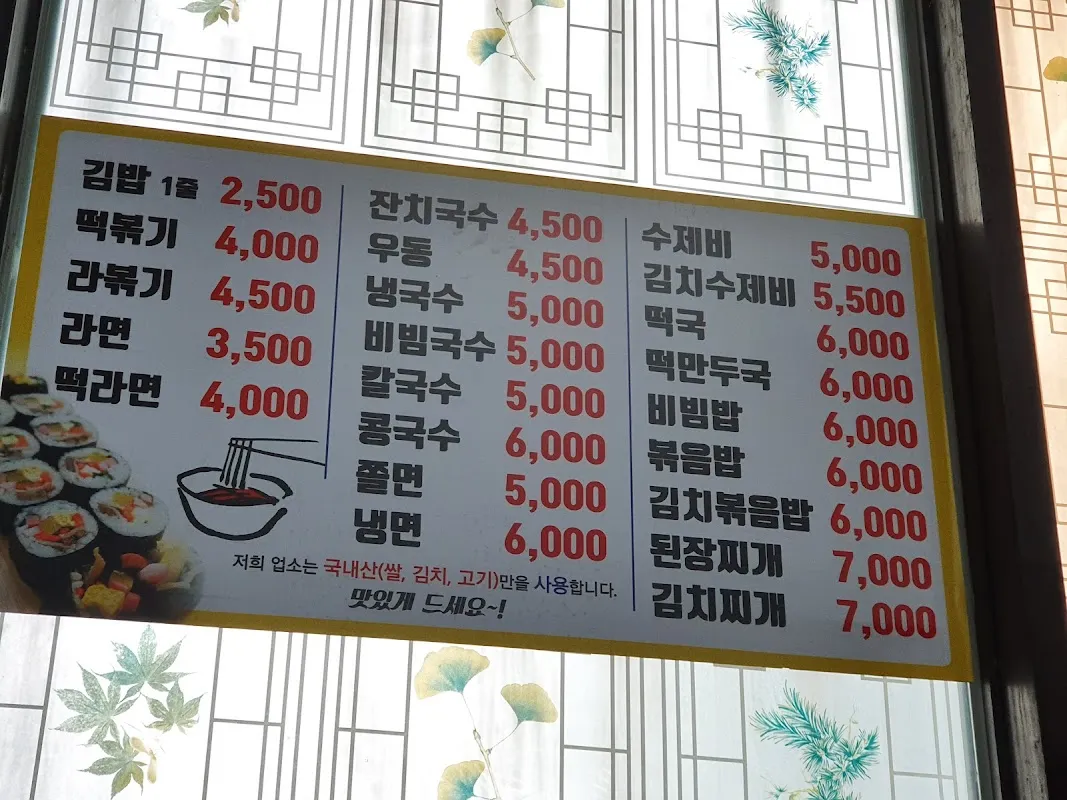 김밥 1줄 2,500
떡볶기 4,000
라볶기 4,500
라면 3,500
떡라면 4,000
잔치국수 4,500
우동 4,500
냉국수 5,000
비빔국수 5,000
칼국수 5,000
콩국수 6,000
쫄면 5,000
냉면 6,000
수제비 5,000
김치수제비 5,500
떡국 6,000
떡만두국 6,000
비빔밥 6,000
볶음밥 6,000
김치볶음밥 6,000
된장찌개 7,000
김치찌개 7,000
저희 업소는 국내산(쌀, 김치, 고기)만을 사용합니다.
맛있게 드세요~!